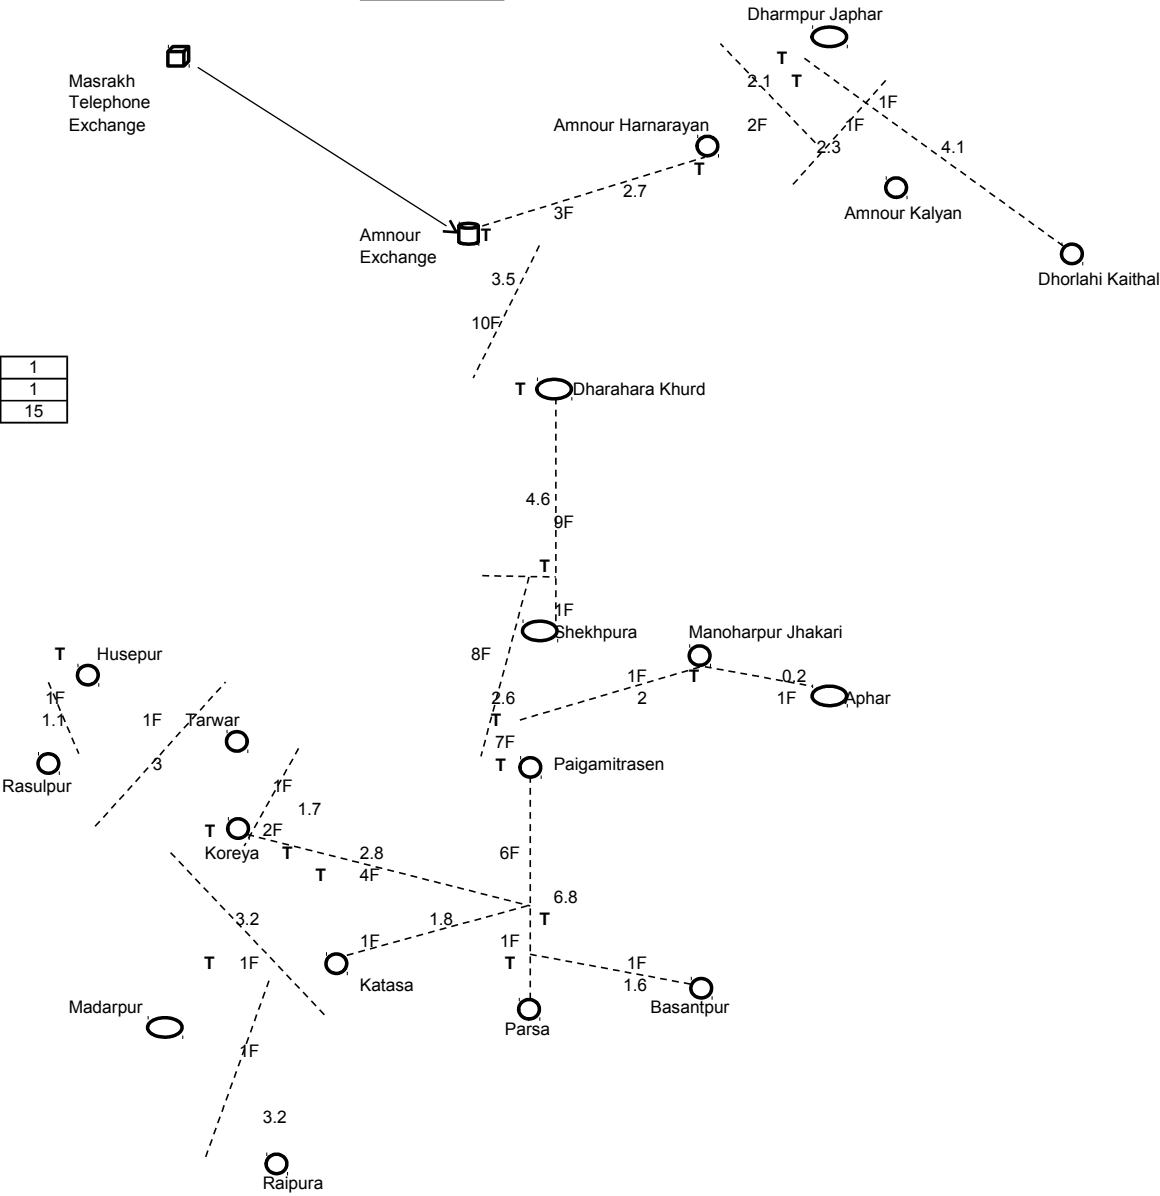 Dharmpur Japhar
T
Masrakh
Telephone
Exchange
2.1
T
1F
Amnour Harnarayan
2F
1F
2.3
4.1
T
2.7
3F
Amnour Kalyan
Amnour
Exchange
T
3.5
Dhorlahi Kaithal
10F
1
1
15
T
Dharahara Khurd
4.6
9F
T
1F
Shekhpura
Manoharpur Jhakari
T
Husepur
8F
1F
T
0.2
1F
2.6
2
1F
Aphar
1.1
1F
Tarwar
T
7F
3
T
Paigamitrasen
Rasulpur
1F
1.7
T
2F
Koreya
T
2.8
6F
T
4F
6.8
3.2
1.8
T
1F
1F
T
1F
T
1F
Katasa
1.6
Madarpur
Basantpur
Parsa
1F
3.2
Raipura